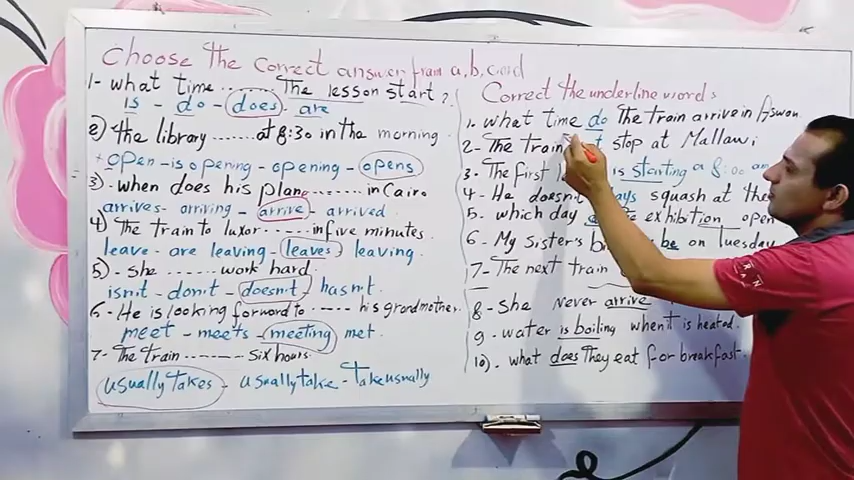 Choose The Correct answer from a, b, c or d
1- what time ........ The lesson start ?
is - do - does - are
2) The library ....... at 8:30 in the morning
open - is opening - opening - opens
3) - when does his plane ....... in Cairo
arrives - arriving - arrive - arrived
4) The train to luxor ...... in five minutes
leave - are leaving - leaves - leaving
5) - she ....... work hard
isn't - don't - doesn't - hasn't
6 - He is looking forward to ..... his grandmother.
meet - meets - meeting met
7 - The train ........ six hours
usually takes - usually take - Take usually
Correct the underline words
1. what time do The train arrive in Aswan
2 - The train stop at Mallawi
3 - The first is starting a 8:00 am
4 - He doesn't squash at the
5. which day exhibition open
6 - My sister's be on Tuesday
7 - The next train
8 - She never arrive
9 - water is boiling when it is heated.
10) . what does They eat for breakfast